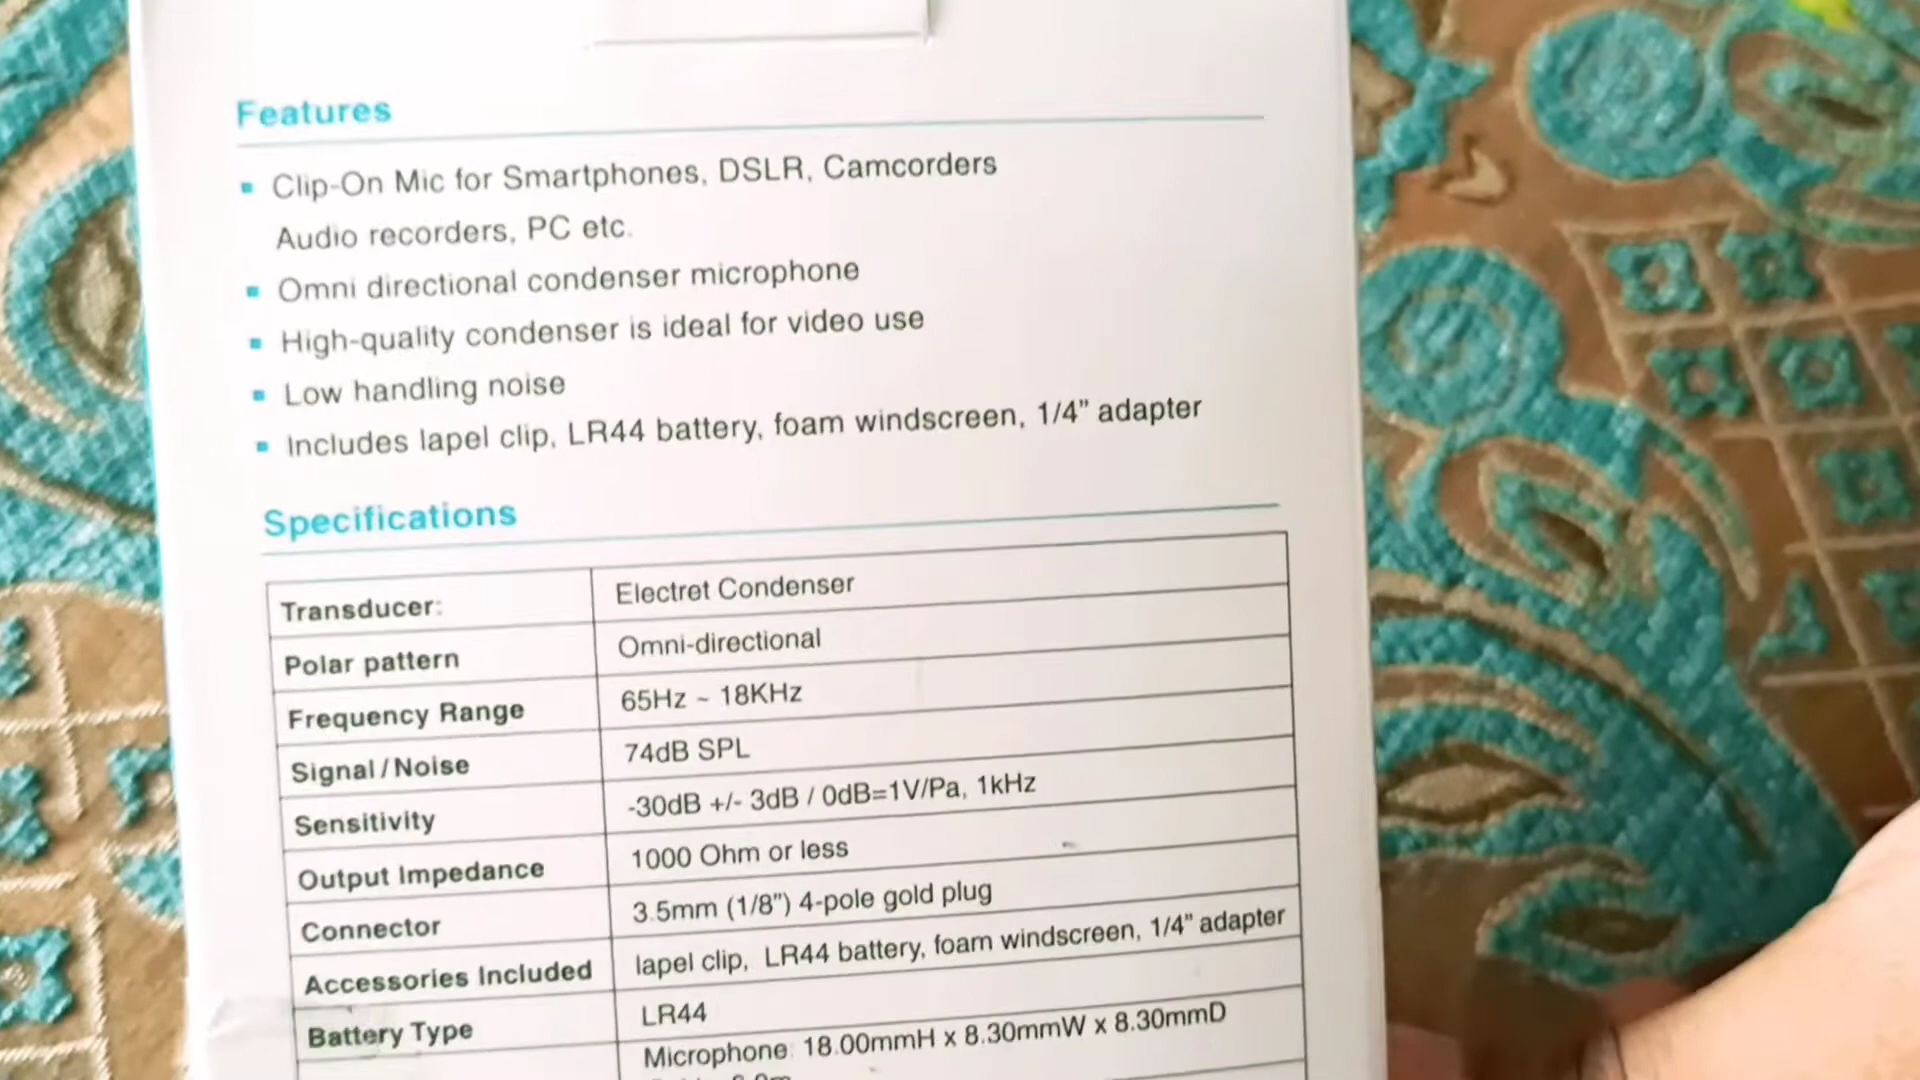 Features
Clip-On Mic for Smartphones, DSLR, Camcorders
Audio recorders, PC etc.
Omni directional condenser microphone
High-quality condenser is ideal for video use
Low handling noise
Includes lapel clip, LR44 battery, foam windscreen, 1/4” adapter
Specifications
Transducer: Electret Condenser
Polar pattern Omni-directional
Frequency Range 65Hz ~ 18KHz
Signal/Noise 74dB SPL
Sensitivity -30dB +/- 3dB / 0dB=1V/Pa, 1kHz
Output Impedance 1000 Ohm or less
Connector 3.5mm (1/8") 4-pole gold plug
Accessories Included lapel clip, LR44 battery, foam windscreen, 1/4” adapter
Battery Type LR44
Microphone: 18.00mmH x 8.30mmW x 8.30mmD